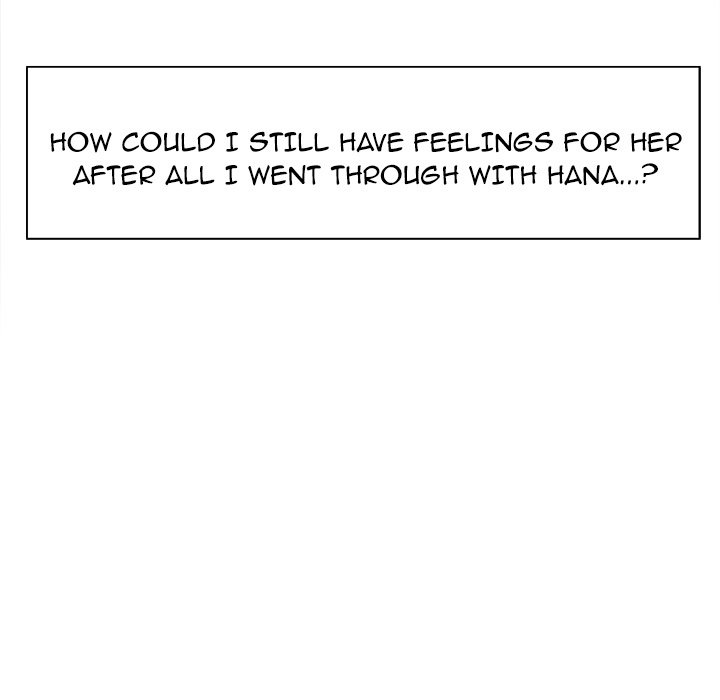 HOW COULD I STILL HAVE FEELINGS FOR HER
AFTER ALL I WENT THROUGH WITH HANA...?